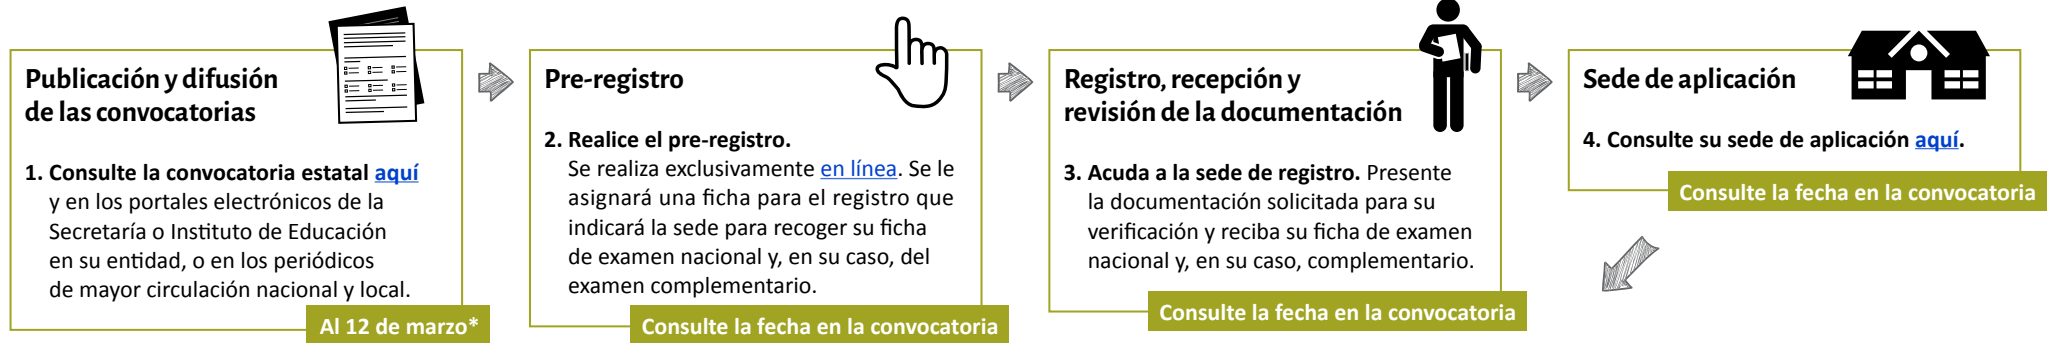 Publicación y difusión
de las convocatorias
1. Consulte la convocatoria estatal aquí
y en los portales electrónicos de la
Secretaría o Instituto de Educación
en su entidad, o en los periódicos
de mayor circulación nacional y local.
Al 12 de marzo*
Pre-registro
2. Realice el pre-registro.
Se realiza exclusivamente en línea. Se le
asignará una ficha para el registro que
indicará la sede para recoger su ficha
de examen nacional y, en su caso, del
examen complementario.
Consulte la fecha en la convocatoria
Registro, recepción y
revisión de la documentación
3. Acuda a la sede de registro. Presente
la documentación solicitada para su
verificación y reciba su ficha de examen
nacional y, en su caso, complementario.
Consulte la fecha en la convocatoria
Sede de aplicación
4. Consulte su sede de aplicación aquí.
Consulte la fecha en la convocatoria